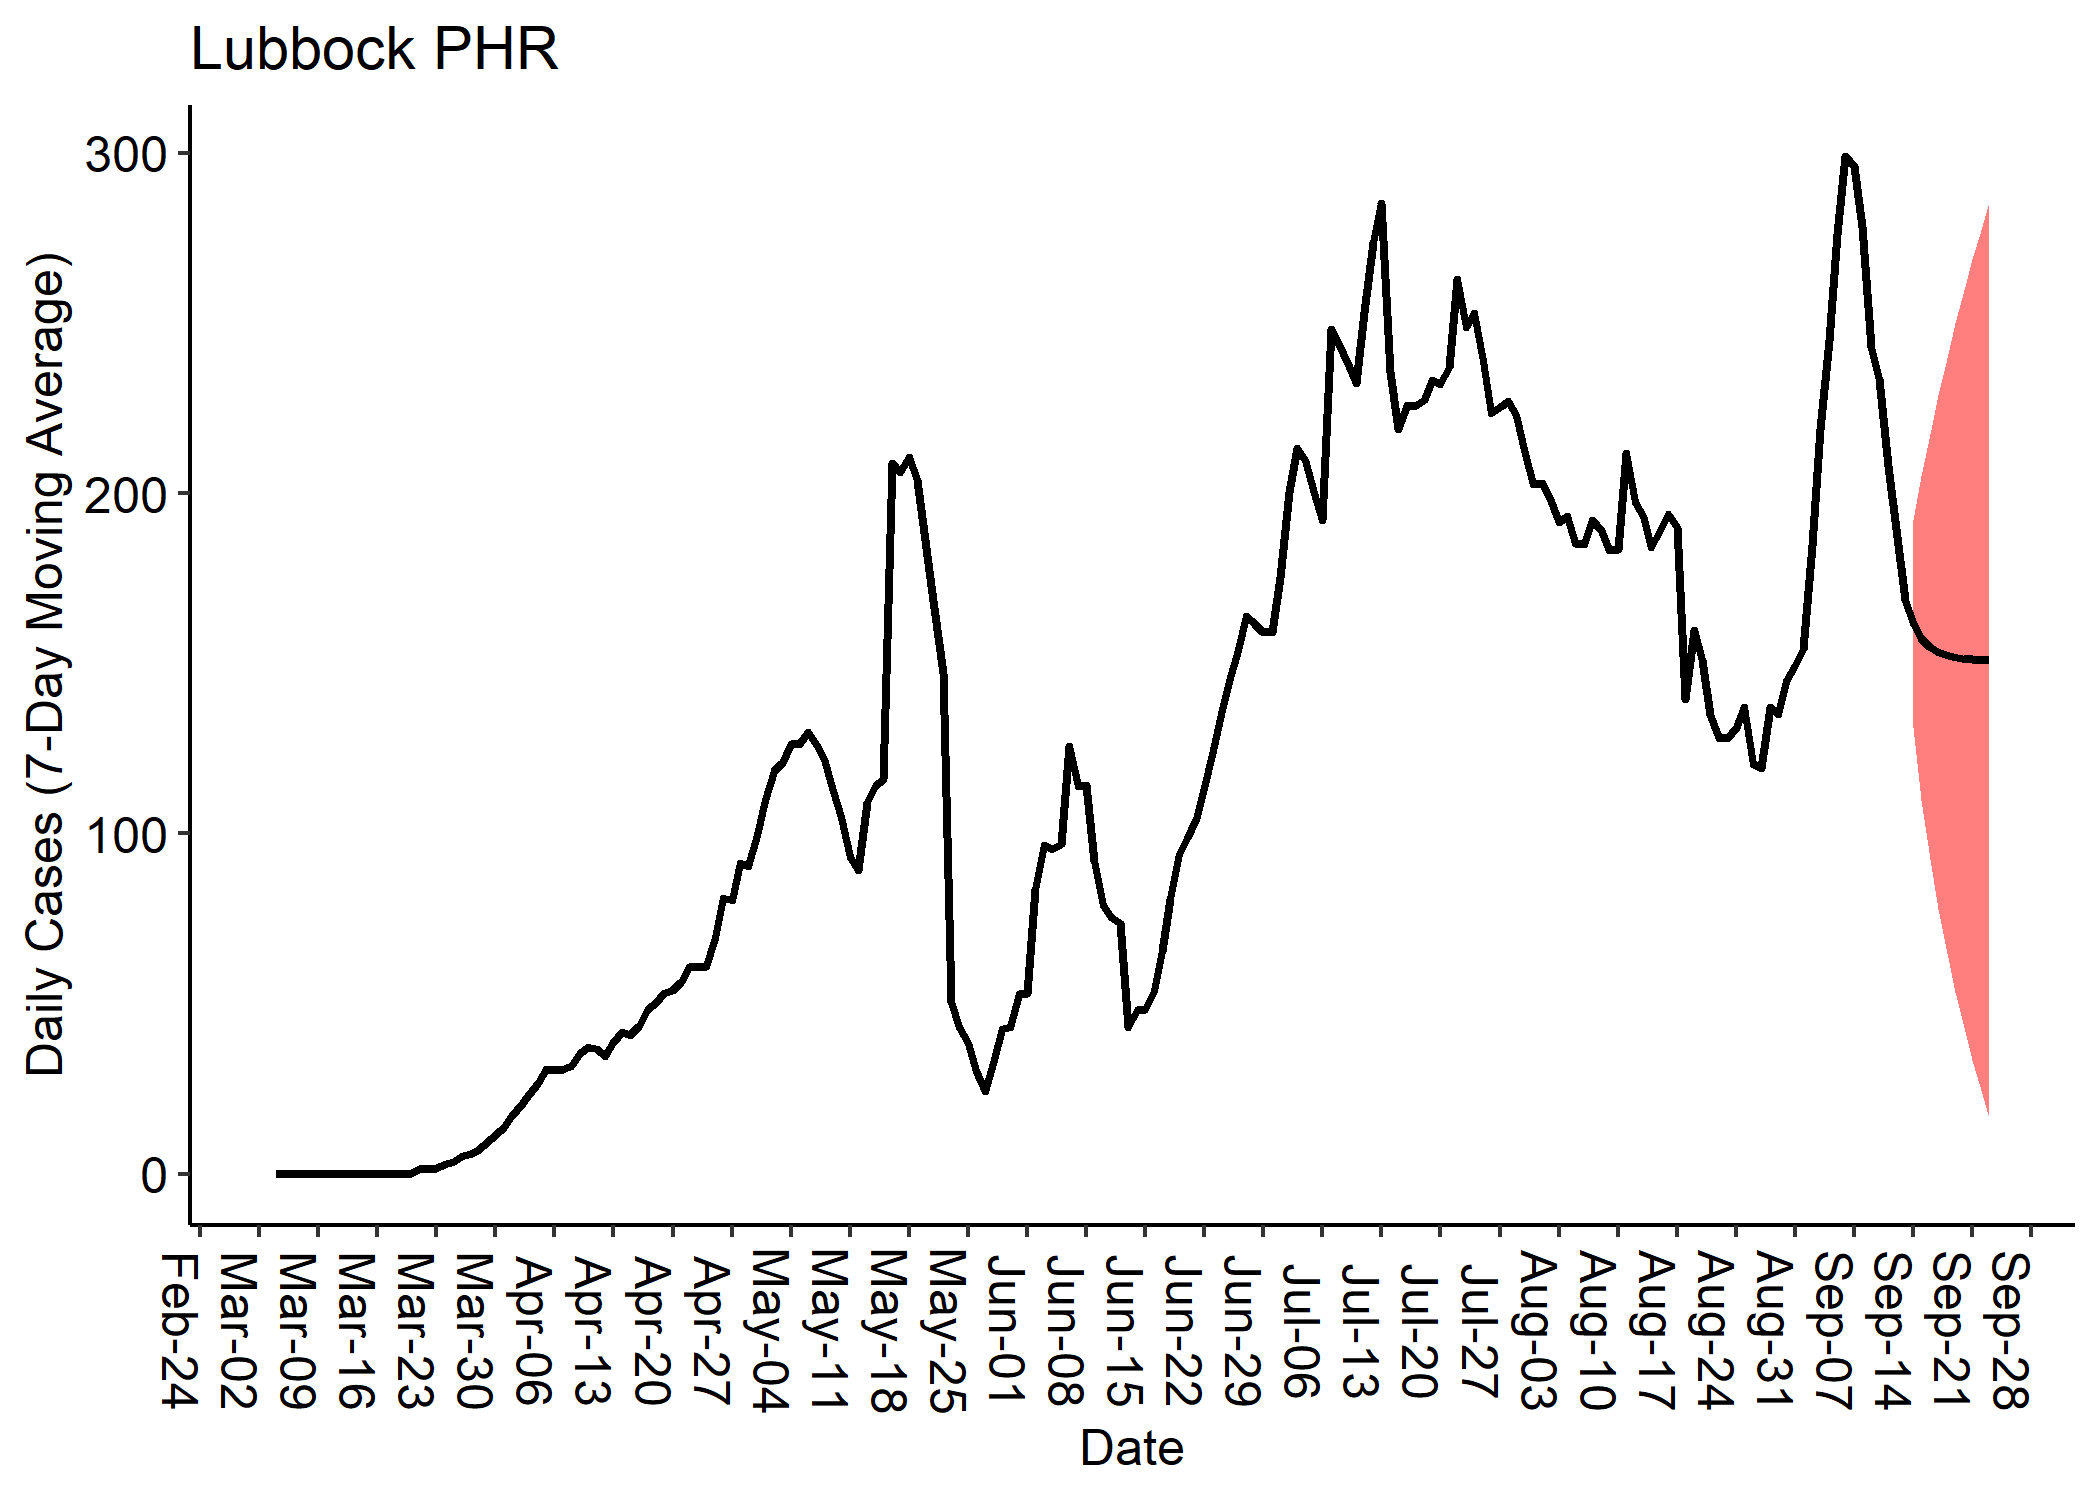 Lubbock PHR
Daily Cases (7-Day Moving Average)
300
200
100
0
Feb-24
Mar-02
Mar-09
Mar-16
Mar-23
Mar-30
Apr-06
Apr-13
Apr-20
Apr-27
May-04
May-11
May-18
May-25
Jun-01
Jun-08
Jun-15
Jun-22
Jun-29
Jul-06
Jul-13
Jul-20
Jul-27
Aug-03
Aug-10
Aug-17
Aug-24
Aug-31
Sep-07
Sep-14
Sep-21
Sep-28
Date